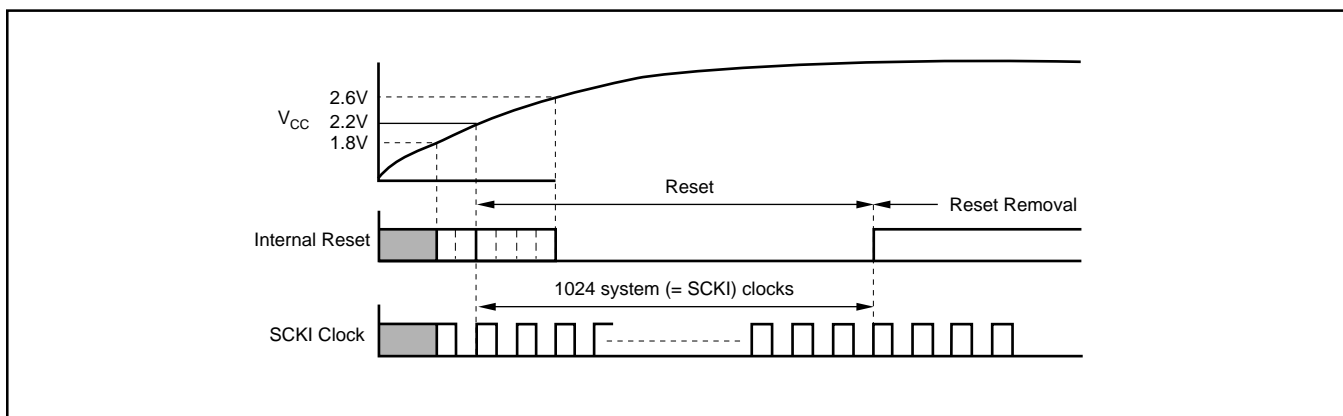 2.6V
V_CC 2.2V
1.8V
Reset
Reset Removal
Internal Reset
1024 system (= SCKI) clocks
SCKI Clock